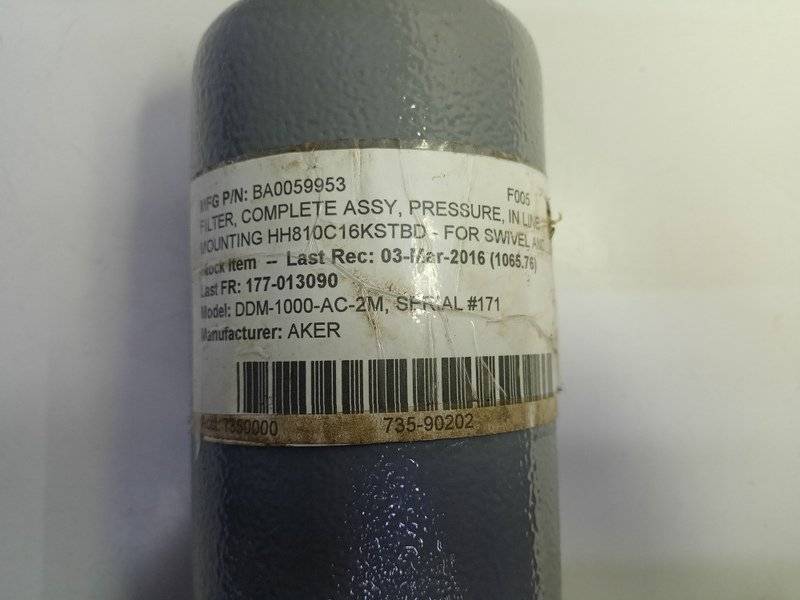 MFG P/N: BA0059953 F005
FILTER, COMPLETE ASSY, PRESSURE, IN LINE
MOUNTING HH810C16KSTBD - FOR SWIVEL AND
Item -- Last Rec: 03-Mar-2016 (1065.76)
Last FR: 177-013090
Model: DDM-1000-AC-2M, SERIAL #171
Manufacturer: AKER
7350000 735-90202